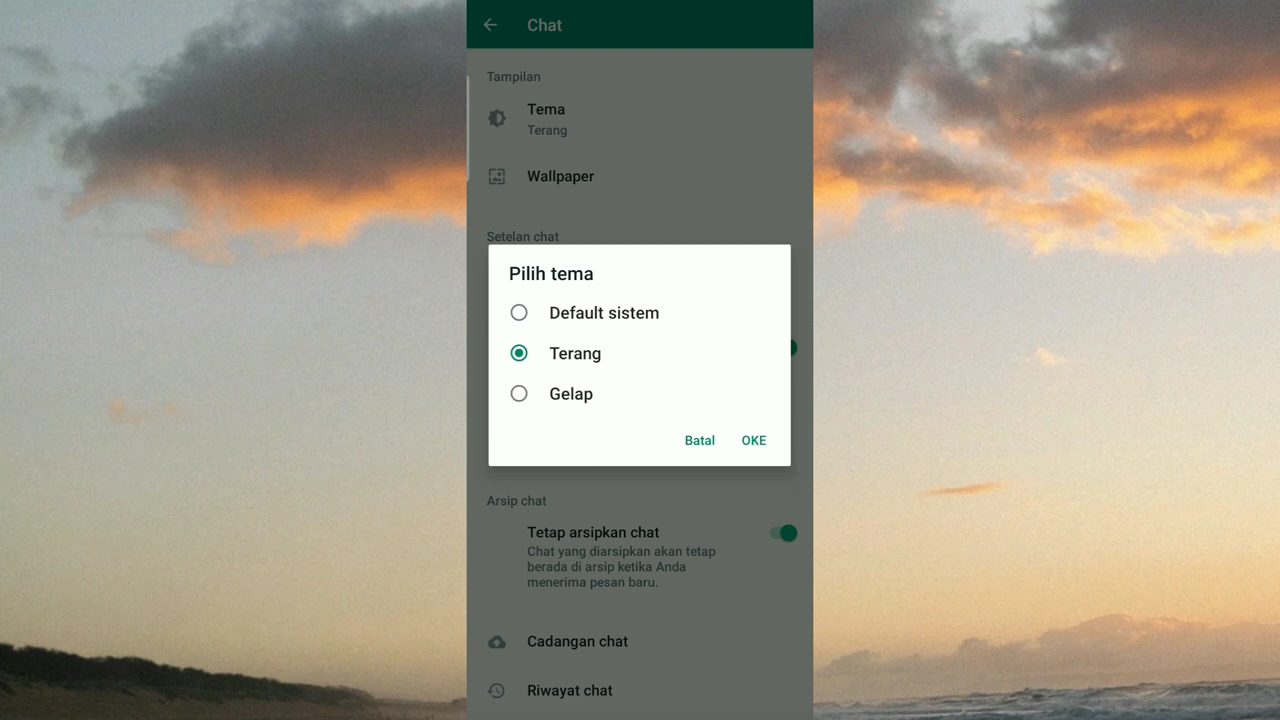 Chat
Tampilan
Tema
Terang
Wallpaper
Setelan chat
Pilih tema
Default sistem
Terang
Gelap
Batal OKE
Arsip chat
Tetap arsipkan chat
Chat yang diarsipkan akan tetap
berada di arsip ketika Anda
menerima pesan baru.
Cadangan chat
Riwayat chat